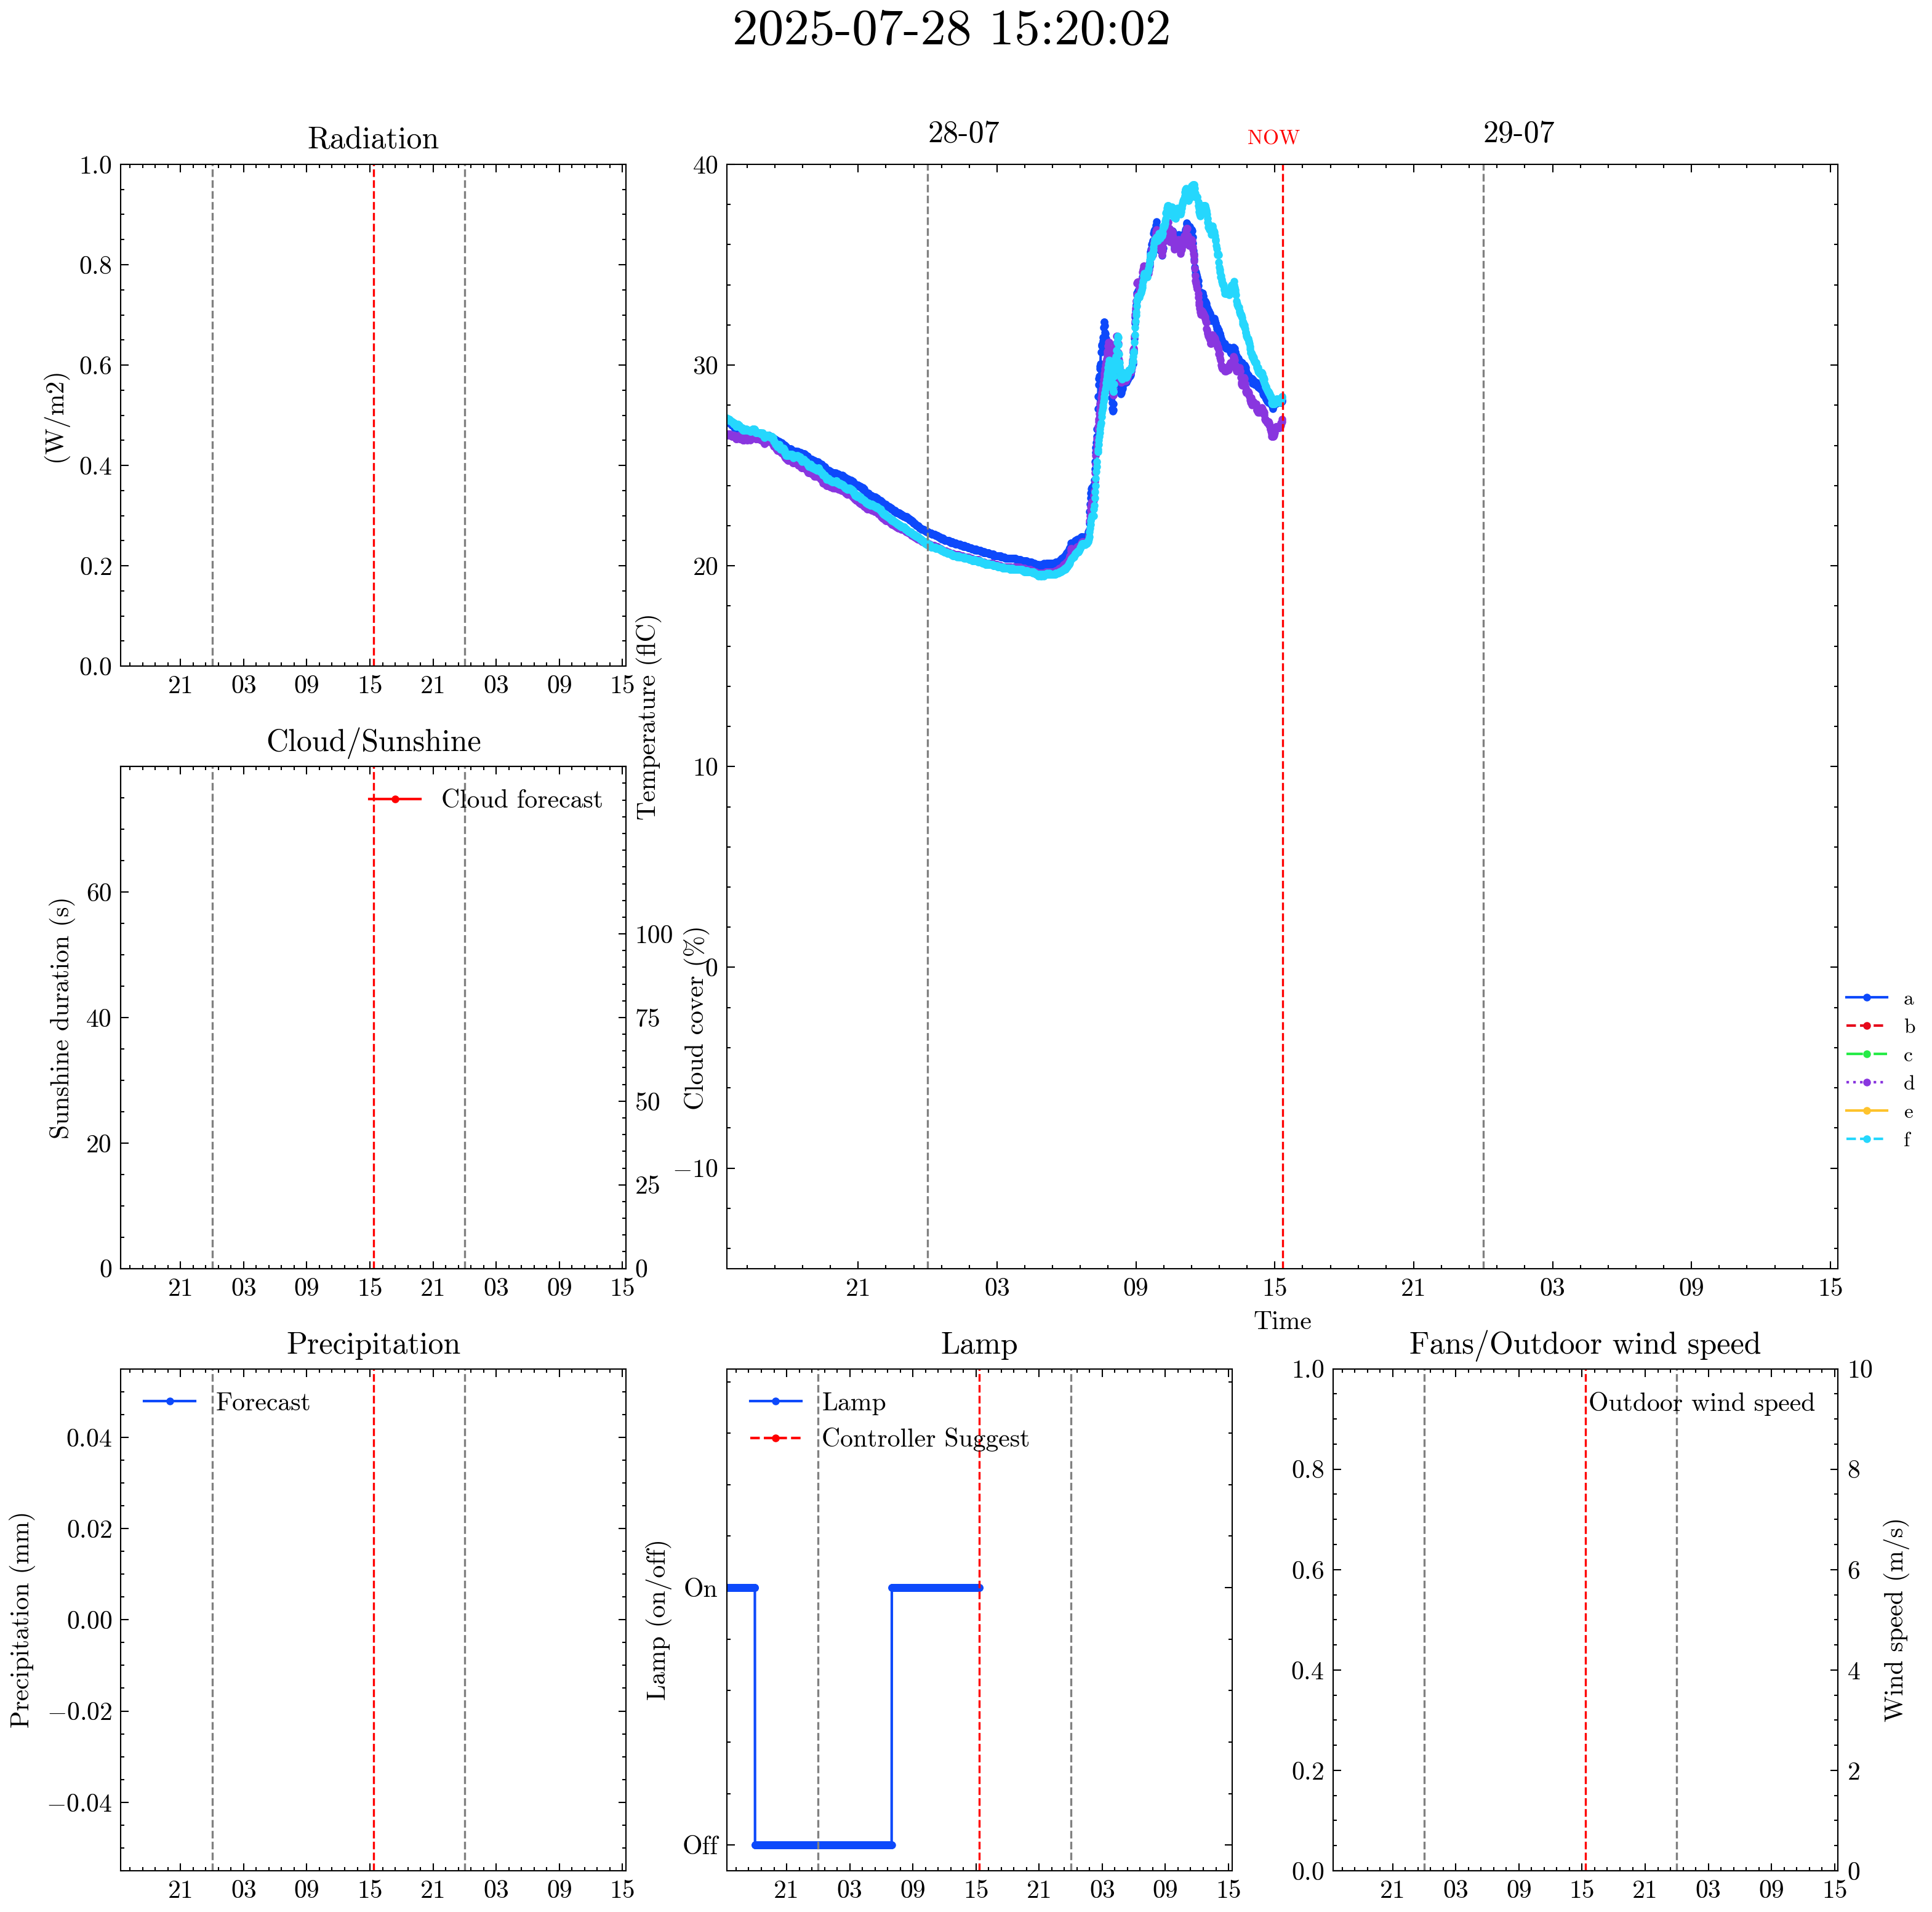 2025-07-28 15:20:02
Radiation
1.0
0.8
0.6
0.4
0.2
0.0
(W/m2)
21 03 09 15 21 03 09 15
28-07 NOW 29-07
40
30
20
10
0
−10
Temperature (flC)
21 03 09 15 21 03 09 15
Time
a
b
c
d
e
f
Cloud/Sunshine
Cloud forecast
60
40
20
0
Sunshine duration (s)
100
75
50
25
0
Cloud cover (%)
21 03 09 15 21 03 09 15
Precipitation
Forecast
0.04
0.02
0.00
−0.02
−0.04
Precipitation (mm)
21 03 09 15 21 03 09 15
Lamp
Lamp
Controller Suggest
On
Off
Lamp (on/off)
21 03 09 15 21 03 09 15
Fans/Outdoor wind speed
Outdoor wind speed
1.0
0.8
0.6
0.4
0.2
0.0
10
8
6
4
2
0
Wind speed (m/s)
21 03 09 15 21 03 09 15